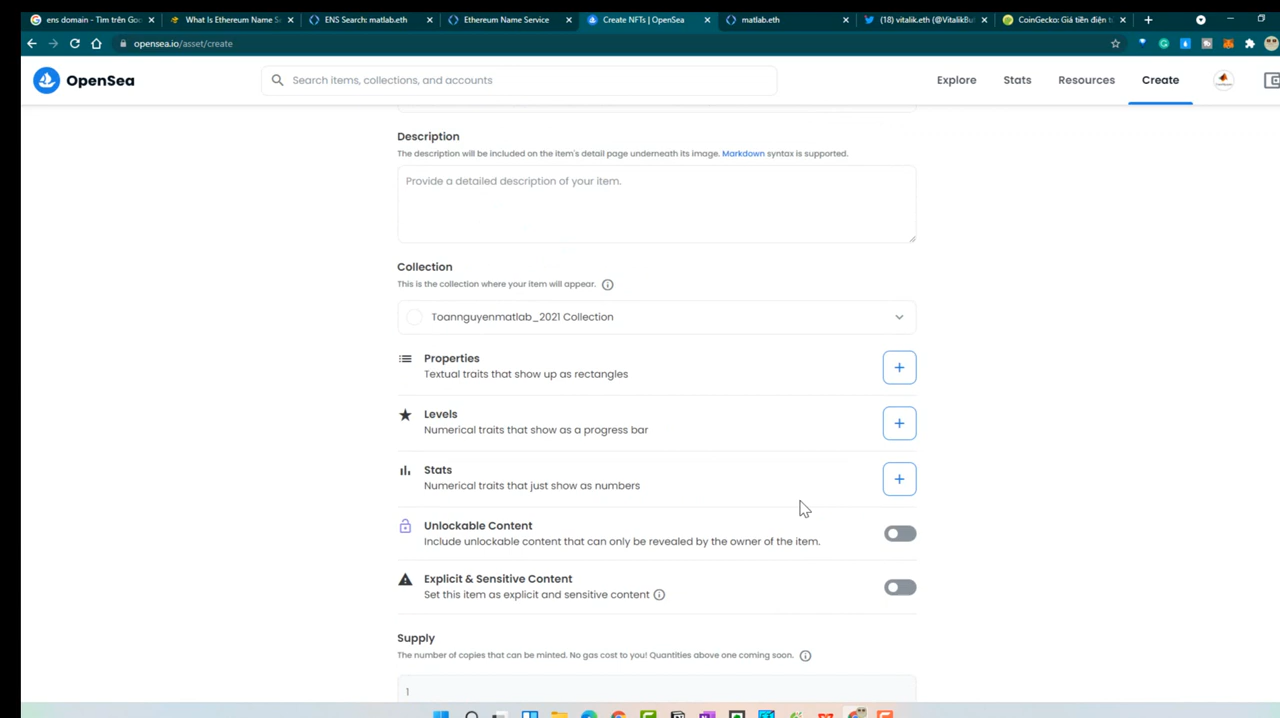 ens domain - Tìm trên Goo
What Is Ethereum Name S
ENS Search: matlab.eth
Ethereum Name Service
Create NFTs | OpenSea
matlab.eth
(18) vitalik.eth (@VitalikBu
CoinGecko: Giá tiền điện t
opensea.io/asset/create
OpenSea
Search items, collections, and accounts
Explore
Stats
Resources
Create
Description
The description will be included on the item's detail page underneath its image. Markdown syntax is supported.
Provide a detailed description of your item.
Collection
This is the collection where your item will appear.
Toannguyenmatlab_2021 Collection
Properties
Textual traits that show up as rectangles
Levels
Numerical traits that show as a progress bar
Stats
Numerical traits that just show as numbers
Unlockable Content
Include unlockable content that can only be revealed by the owner of the item.
Explicit & Sensitive Content
Set this item as explicit and sensitive content
Supply
The number of copies that can be minted. No gas cost to you! Quantities above one coming soon.
1